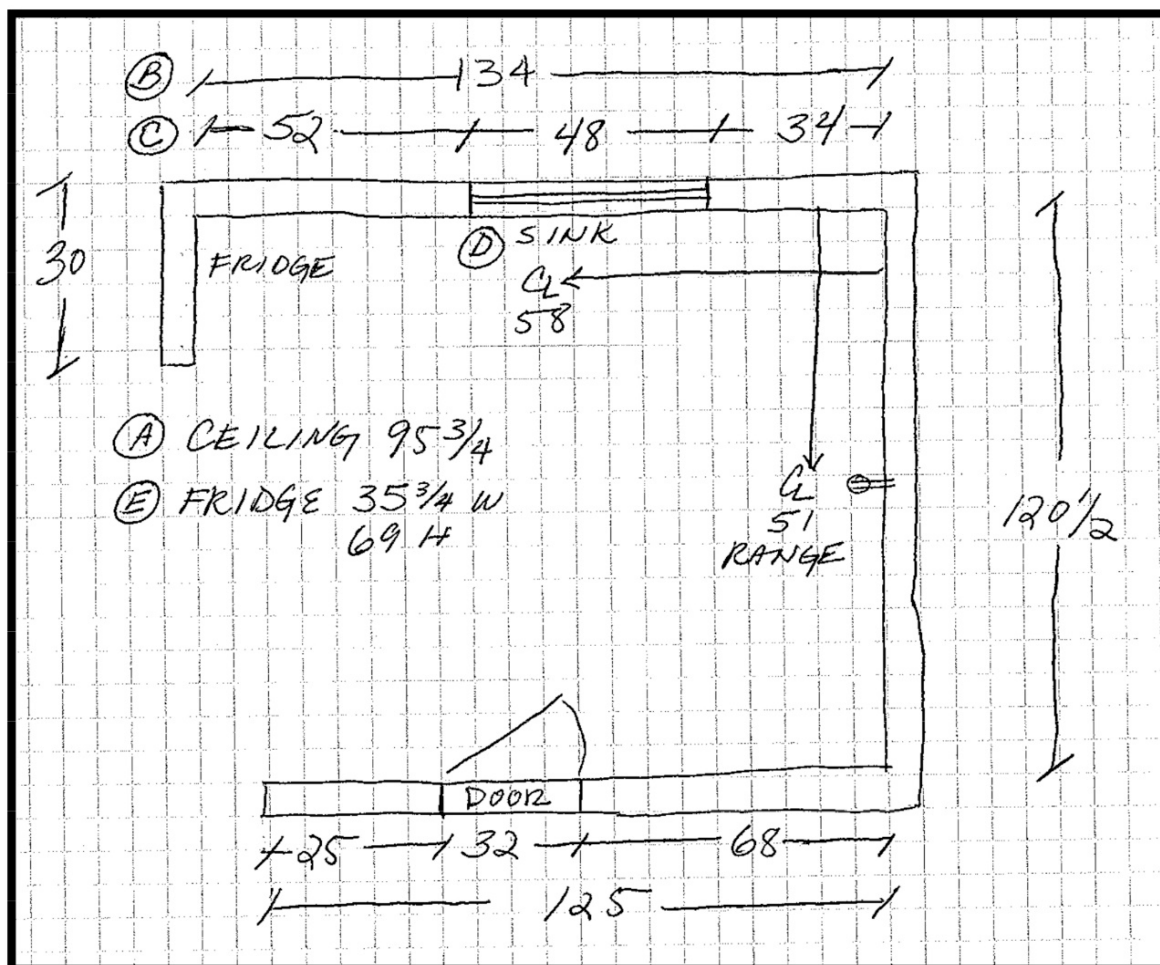 B 134
C 52 48 34
30
FRIDGE
D SINK
CL
58
A CEILING 95 3/4
E FRIDGE 35 3/4 W
69 H
CL
51
RANGE
120 1/2
DOOR
25 32 68
125